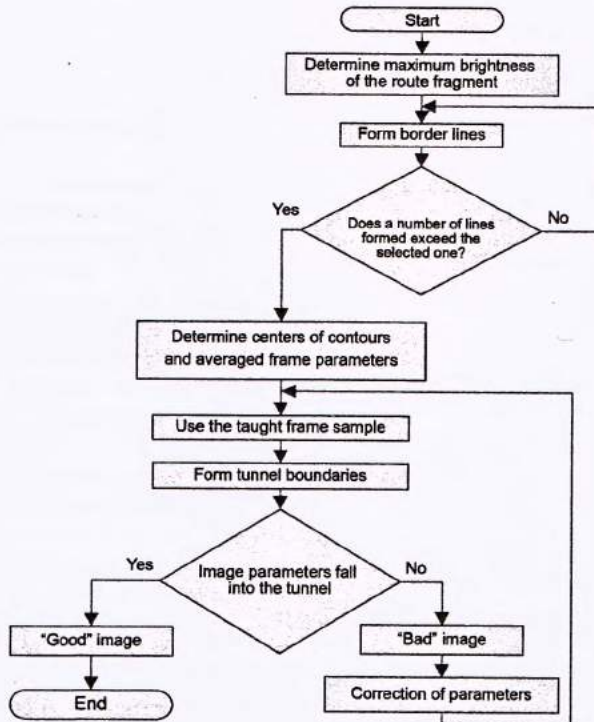 Start
Determine maximum brightness
of the route fragment
Form border lines
Yes
No
Does a number of lines
formed exceed the
selected one?
Determine centers of contours
and averaged frame parameters
Use the taught frame sample
Form tunnel boundaries
Yes
No
Image parameters fall
into the tunnel
"Good" image
"Bad" image
End
Correction of parameters